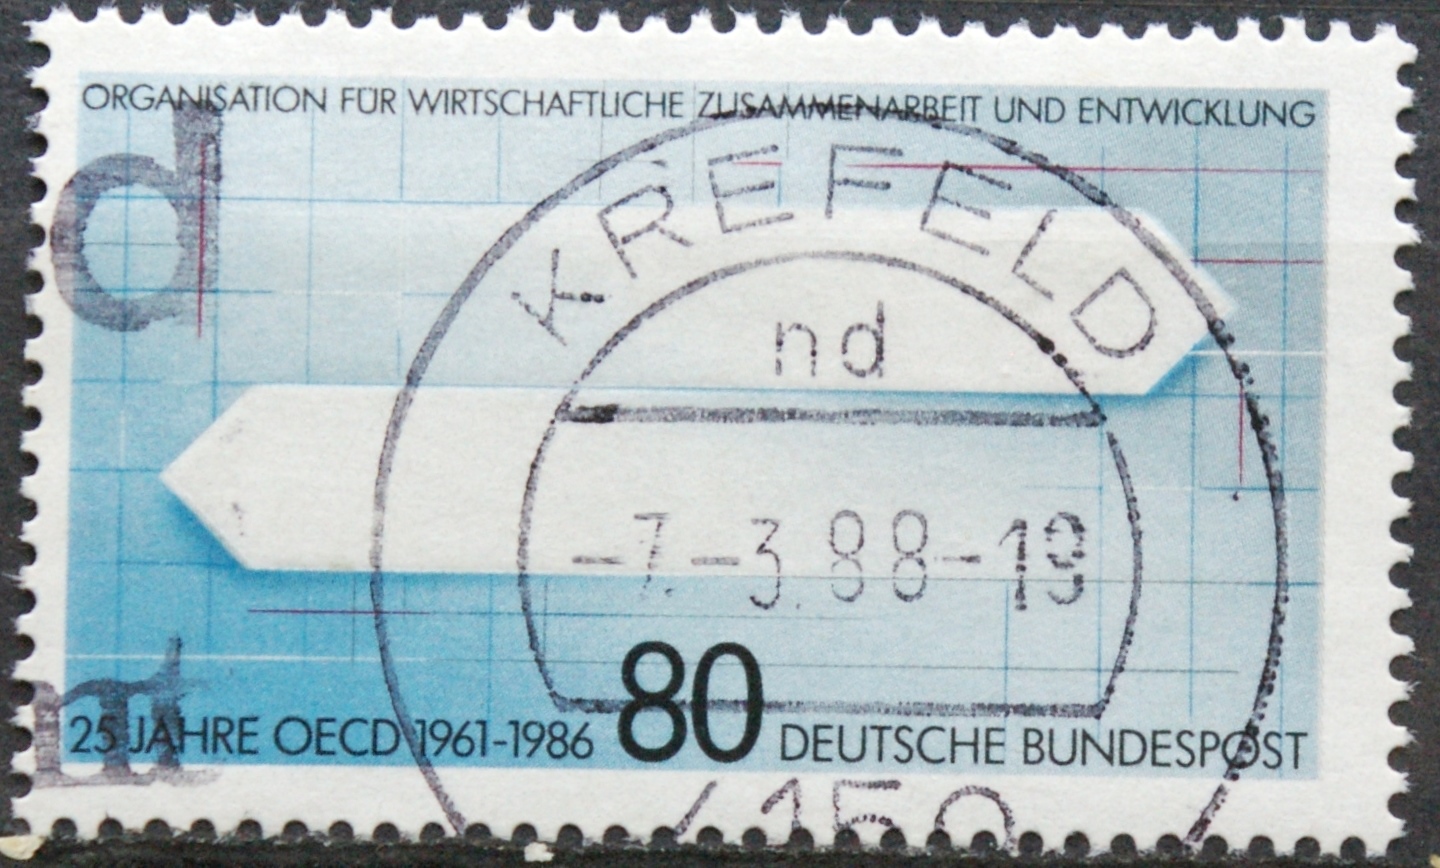 ORGANISATION FÜR WIRTSCHAFTLICHE ZUSAMMENARBEIT UND ENTWICKLUNG
d
KREFELD
nd
-7.-3.88-19
m
25 JAHRE OECD 1961-1986 80 DEUTSCHE BUNDESPOST
4150